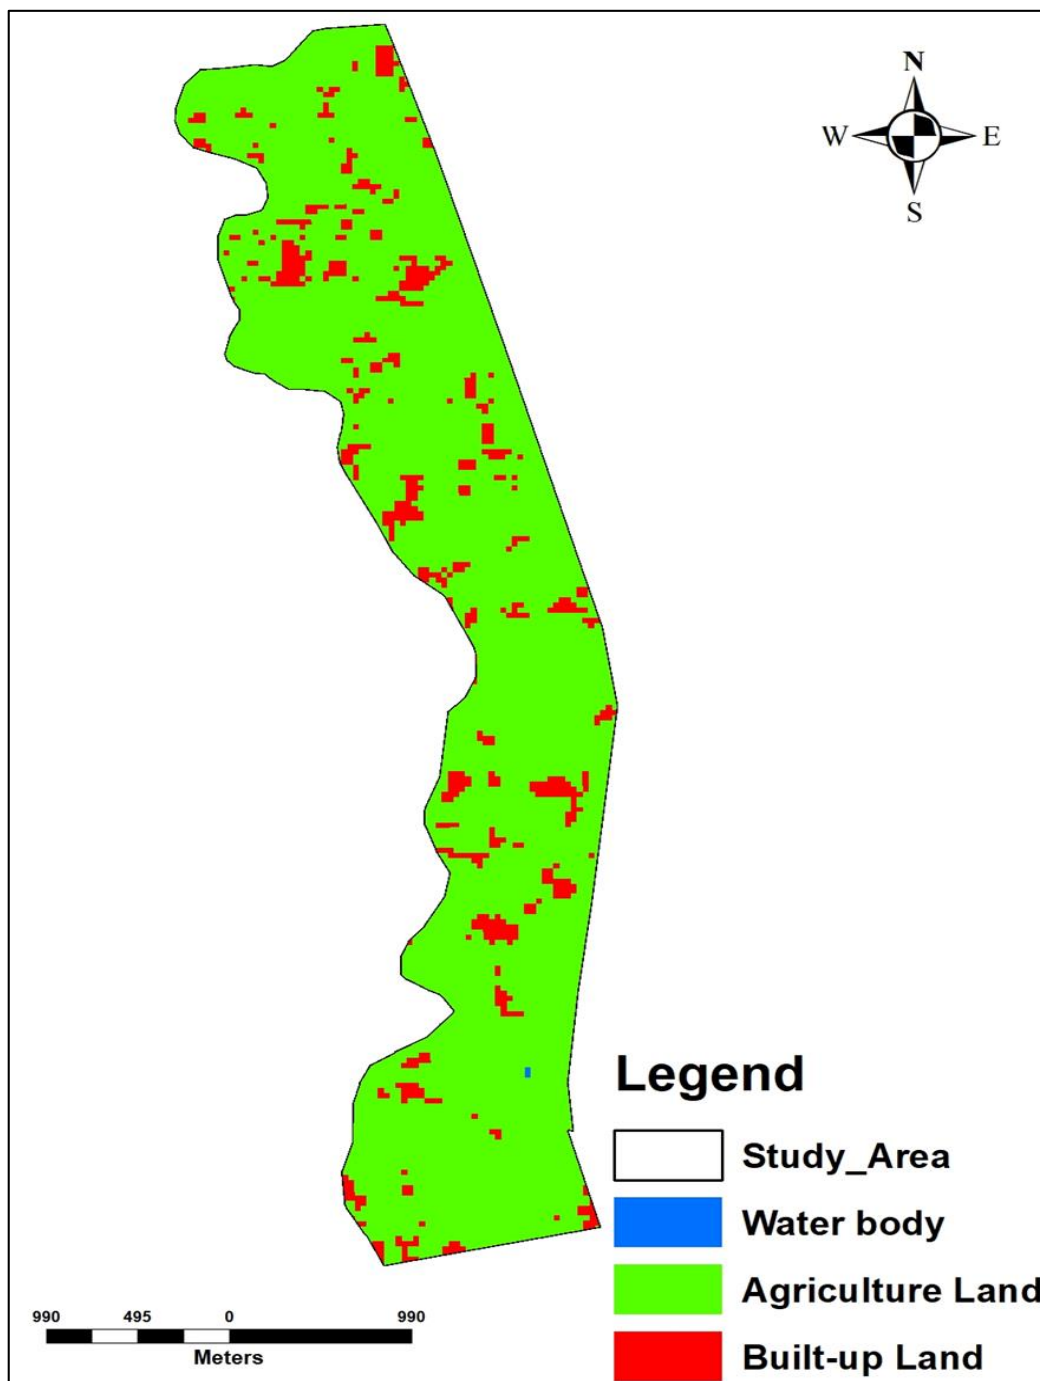 N
W E
S
Legend
Study_Area
Water body
Agriculture Land
Built-up Land
990 495 0 990
Meters